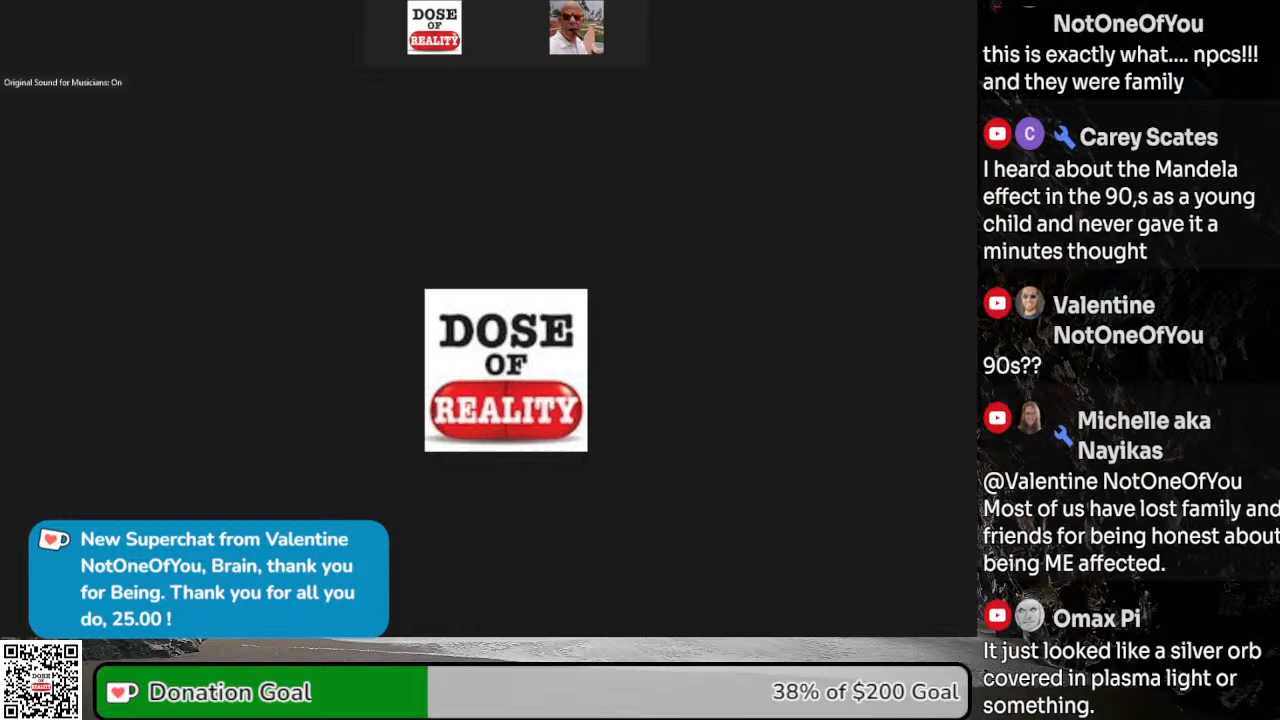 DOSE
OF
REALITY
Original Sound for Musicians: On
DOSE
OF
REALITY
New Superchat from Valentine
NotOneOfYou, Brain, thank you
for Being. Thank you for all you
do, 25.00 !
DOSE
OF
REALITY
Donation Goal
38% of $200 Goal
NotOneOfYou
this is exactly what.... npcs!!!
and they were family
C
Carey Scates
I heard about the Mandela
effect in the 90,s as a young
child and never gave it a
minutes thought
Valentine
NotOneOfYou
90s??
Michelle aka
Nayikas
@Valentine NotOneOfYou
Most of us have lost family and
friends for being honest about
being ME affected.
Omax Pi
It just looked like a silver orb
covered in plasma light or
something.